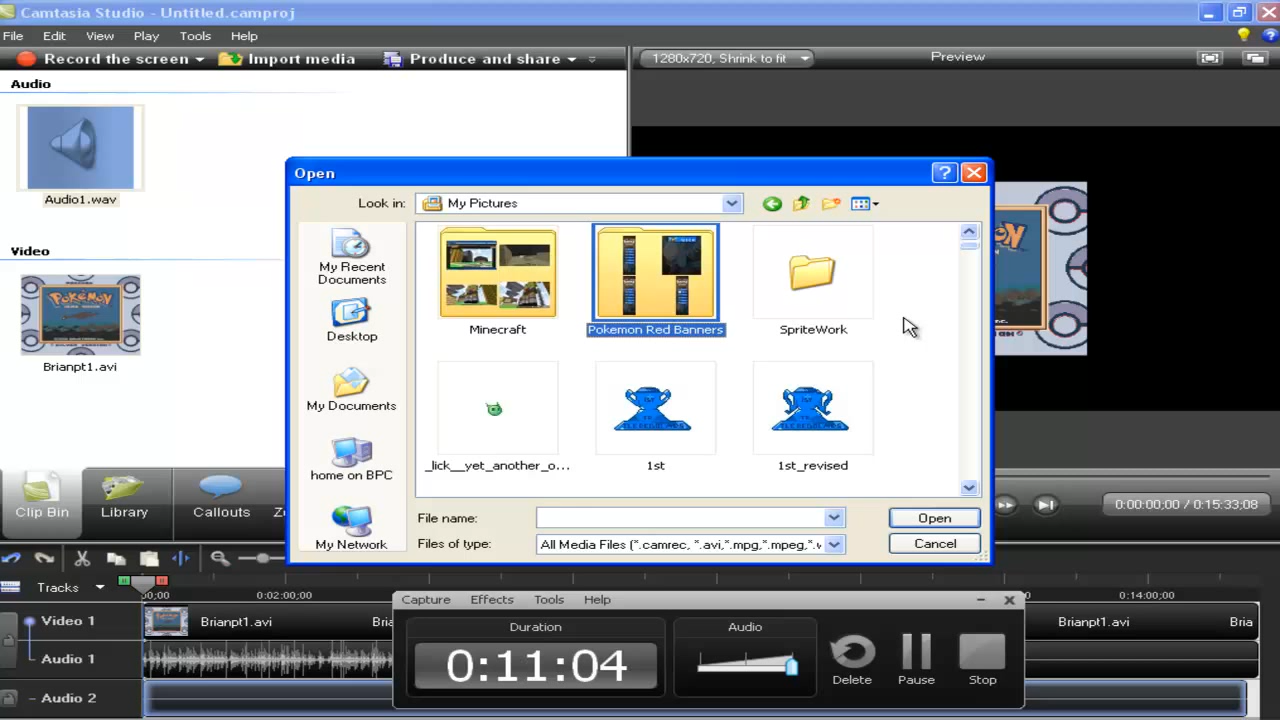 Camtasia Studio - Untitled.camproj
File Edit View Play Tools Help
Record the screen Import media Produce and share
1280x720, Shrink to fit
Preview
Audio
Audio1.wav
Video
Brianpt1.avi
Open
Look in: My Pictures
My Recent
Documents
Desktop
My Documents
home on BPC
My Network
Minecraft
Pokemon Red Banners
SpriteWork
_lick__yet_another_o...
1st
1st_revised
File name:
Open
Files of type: All Media Files (*.camrec, *.avi,*.mpg,*.mpeg,*.v
Cancel
Clip Bin
Library
Callouts
Z
0:00:00;00 / 0:15:33;08
Tracks
00;00
0:02:00;00
0:14:00;00
Video 1
Brianpt1.avi
Bria
Brianpt1.avi
Bria
Audio 1
Audio 2
Capture Effects Tools Help
Duration
0:11:04
Audio
Delete
Pause
Stop
POKéMON